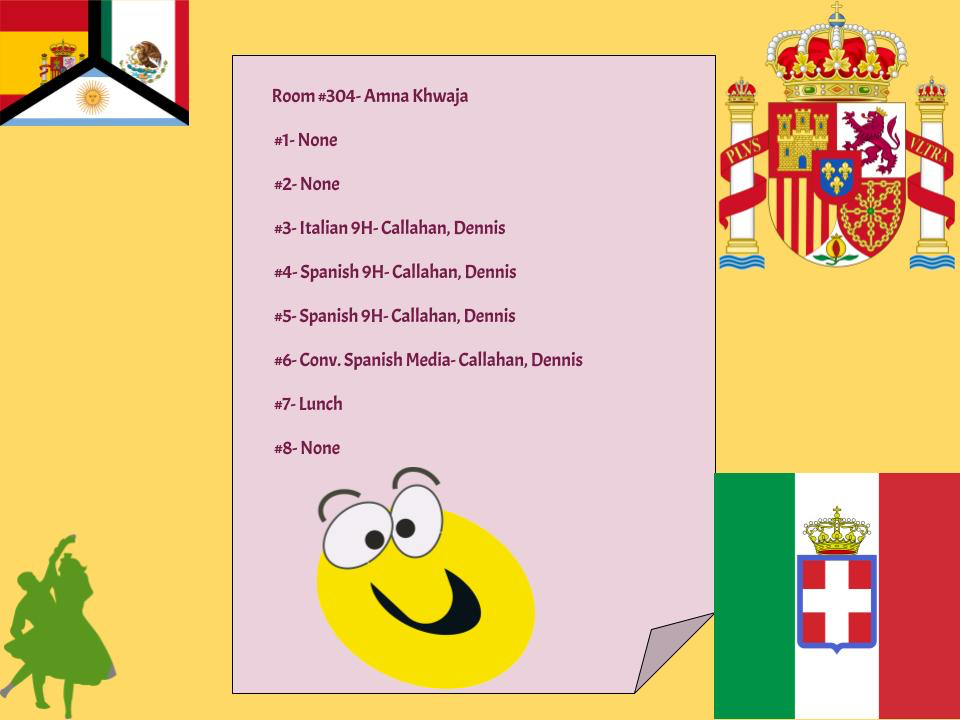 Room #304- Amna Khwaja
#1- None
#2- None
#3- Italian 9H- Callahan, Dennis
#4- Spanish 9H- Callahan, Dennis
#5- Spanish 9H- Callahan, Dennis
#6- Conv. Spanish Media- Callahan, Dennis
#7- Lunch
#8- None
PLVS VLTRA